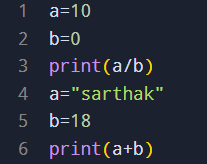 1 a=10
2 b=0
3 print(a/b)
4 a="sarthak"
5 b=18
6 print(a+b)